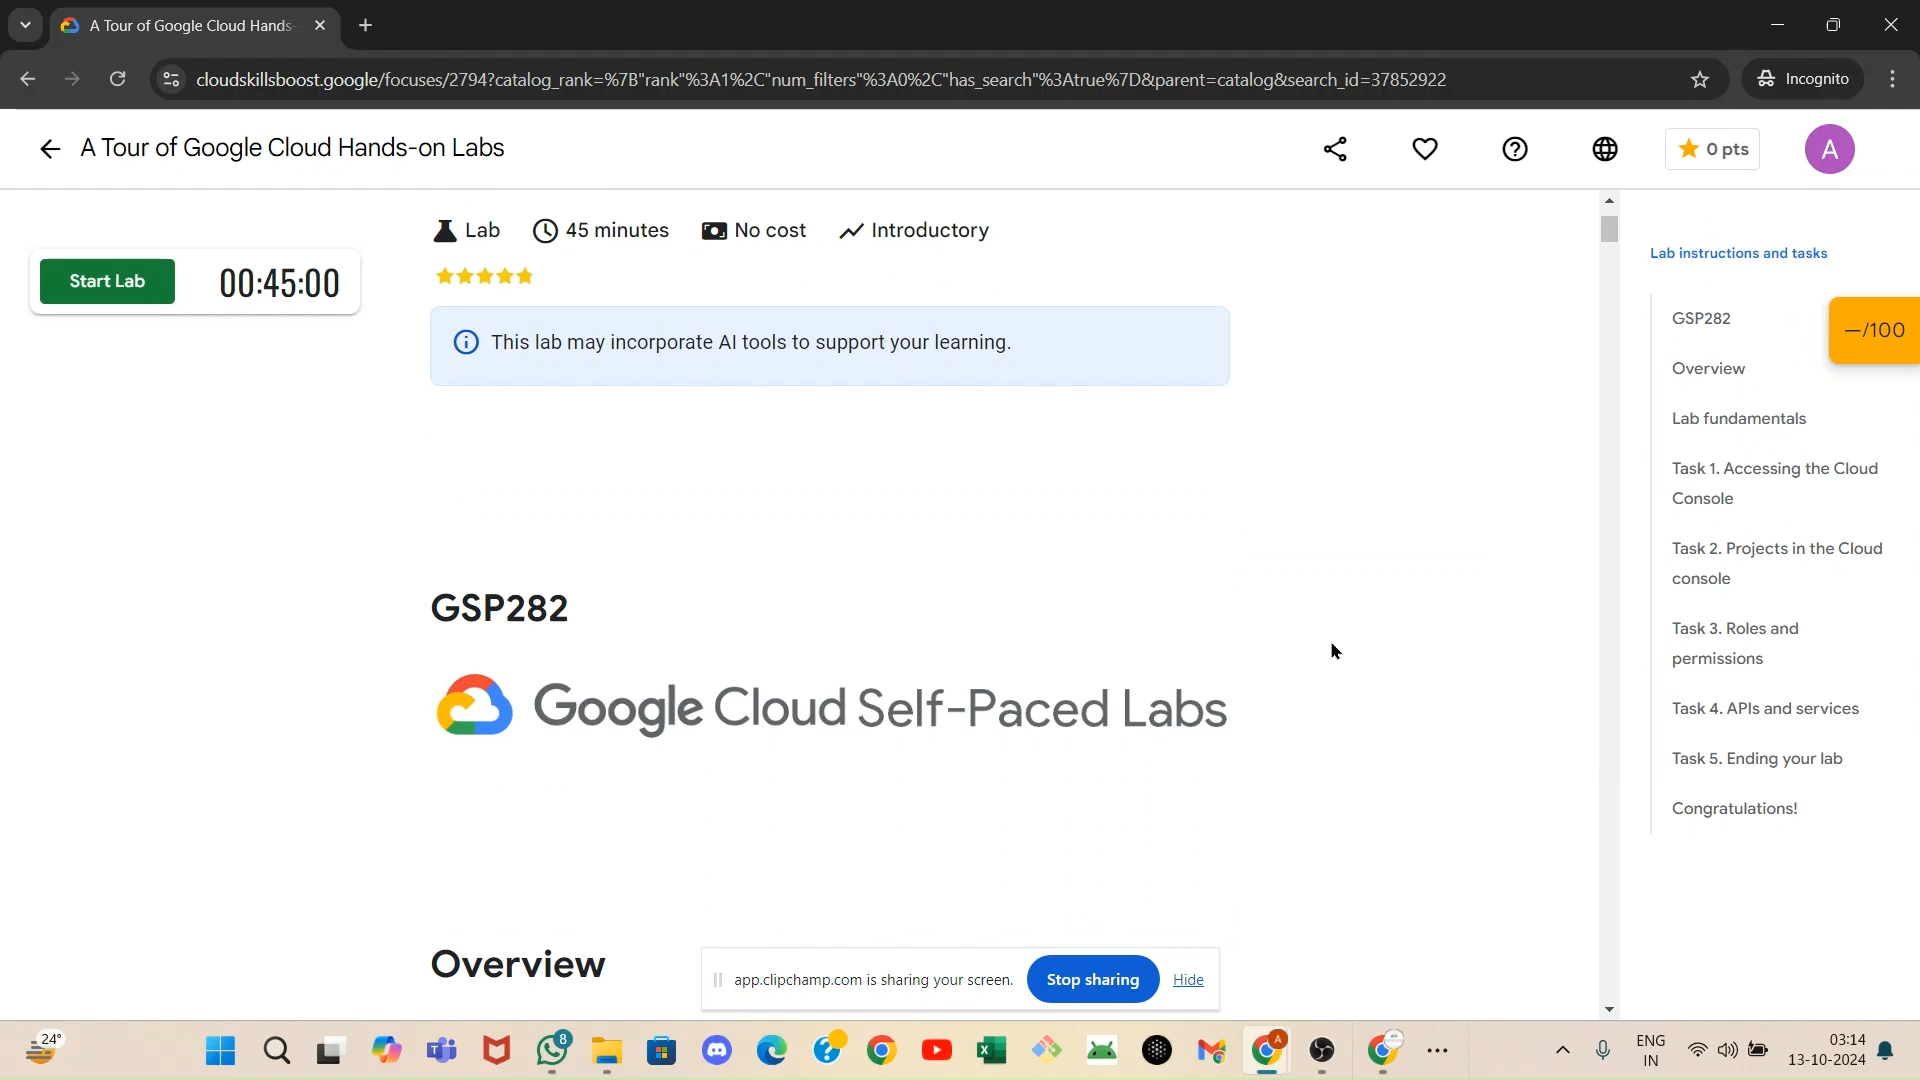 A Tour of Google Cloud Hands-
cloudskillsboost.google/focuses/2794?catalog_rank=%7B"rank"%3A1%2C"num_filters"%3A0%2C"has_search"%3Atrue%7D&parent=catalog&search_id=37852922
Incognito
A Tour of Google Cloud Hands-on Labs
0 pts
A
Lab
45 minutes
No cost
Introductory
Start Lab
00:45:00
This lab may incorporate AI tools to support your learning.
GSP282
Google Cloud Self-Paced Labs
Overview
Lab instructions and tasks
GSP282
—/100
Overview
Lab fundamentals
Task 1. Accessing the Cloud
Console
Task 2. Projects in the Cloud
console
Task 3. Roles and
permissions
Task 4. APIs and services
Task 5. Ending your lab
Congratulations!
app.clipchamp.com is sharing your screen.
Stop sharing
Hide
24°
8
A
ENG
IN
03:14
13-10-2024